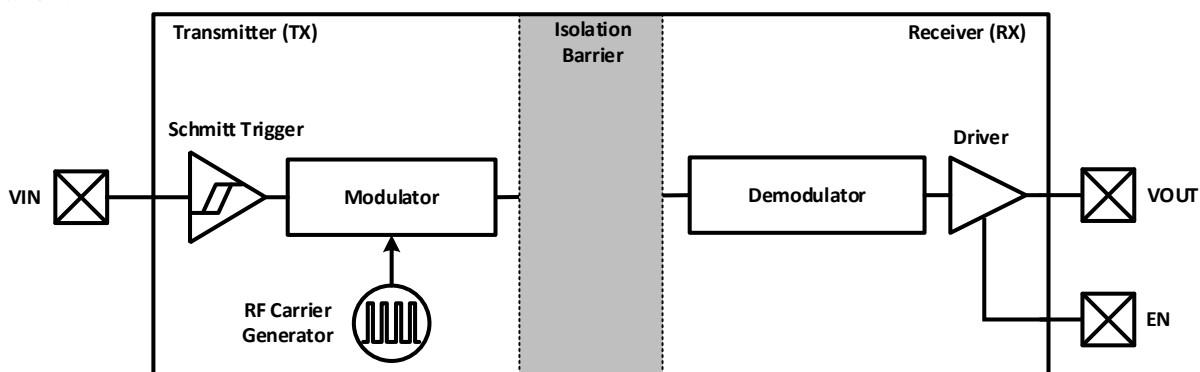 Transmitter (TX)
Isolation
Barrier
Receiver (RX)
Schmitt Trigger
Driver
VIN
Modulator
Demodulator
VOUT
RF Carrier
Generator
EN